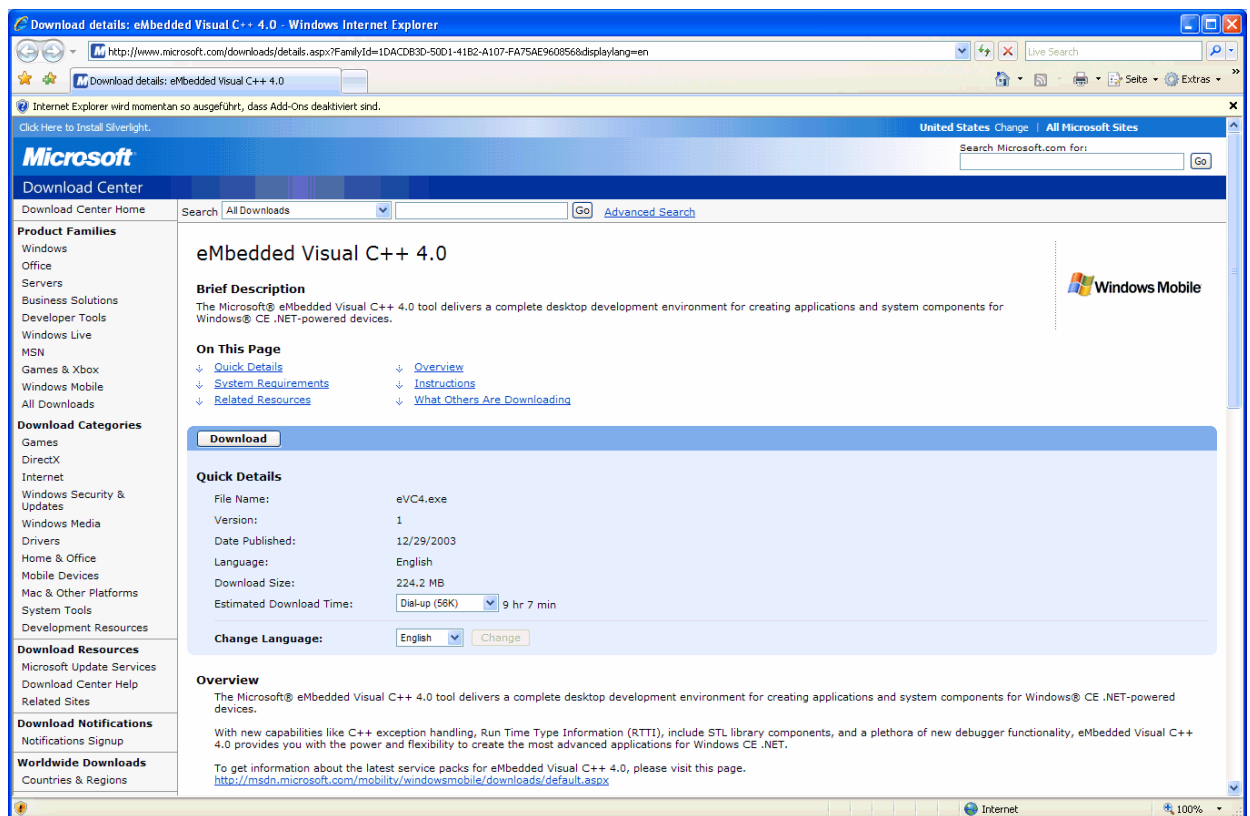 Download details: eMbedded Visual C++ 4.0 - Windows Internet Explorer
http://www.microsoft.com/downloads/details.aspx?FamilyId=1DACDB3D-50D1-41B2-A107-FA75AE960856&displaylang=en
Live Search
Download details: eMbedded Visual C++ 4.0
Seite
Extras
Internet Explorer wird momentan so ausgeführt, dass Add-Ons deaktiviert sind.
Click Here to Install Silverlight.
United States Change | All Microsoft Sites
Microsoft
Search Microsoft.com for:
Go
Download Center
Download Center Home
Search All Downloads Go Advanced Search
Product Families
Windows
Office
Servers
Business Solutions
Developer Tools
Windows Live
MSN
Games & Xbox
Windows Mobile
All Downloads
Download Categories
Games
DirectX
Internet
Windows Security &
Updates
Windows Media
Drivers
Home & Office
Mobile Devices
Mac & Other Platforms
System Tools
Development Resources
Download Resources
Microsoft Update Services
Download Center Help
Related Sites
Download Notifications
Notifications Signup
Worldwide Downloads
Countries & Regions
eMbedded Visual C++ 4.0
Windows Mobile
Brief Description
The Microsoft® eMbedded Visual C++ 4.0 tool delivers a complete desktop development environment for creating applications and system components for
Windows® CE .NET-powered devices.
On This Page
Quick Details
Overview
System Requirements
Instructions
Related Resources
What Others Are Downloading
Download
Quick Details
File Name: eVC4.exe
Version: 1
Date Published: 12/29/2003
Language: English
Download Size: 224.2 MB
Estimated Download Time: Dial-up (56K) 9 hr 7 min
Change Language: English Change
Overview
The Microsoft® eMbedded Visual C++ 4.0 tool delivers a complete desktop development environment for creating applications and system components for Windows® CE .NET-powered
devices.
With new capabilities like C++ exception handling, Run Time Type Information (RTTI), include STL library components, and a plethora of new debugger functionality, eMbedded Visual C++
4.0 provides you with the power and flexibility to create the most advanced applications for Windows CE .NET.
To get information about the latest service packs for eMbedded Visual C++ 4.0, please visit this page.
http://msdn.microsoft.com/mobility/windowsmobile/downloads/default.aspx
Internet
100%